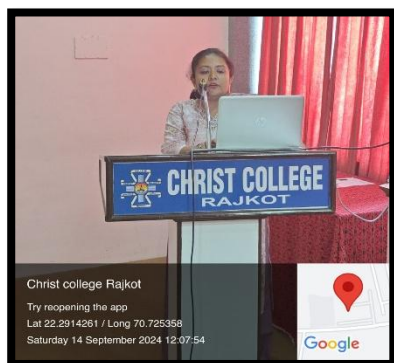 CHRIST COLLEGE
RAJKOT
Christ college Rajkot
Try reopening the app
Lat 22.2914261 / Long 70.725358
Saturday 14 September 2024 12:07:54
Google